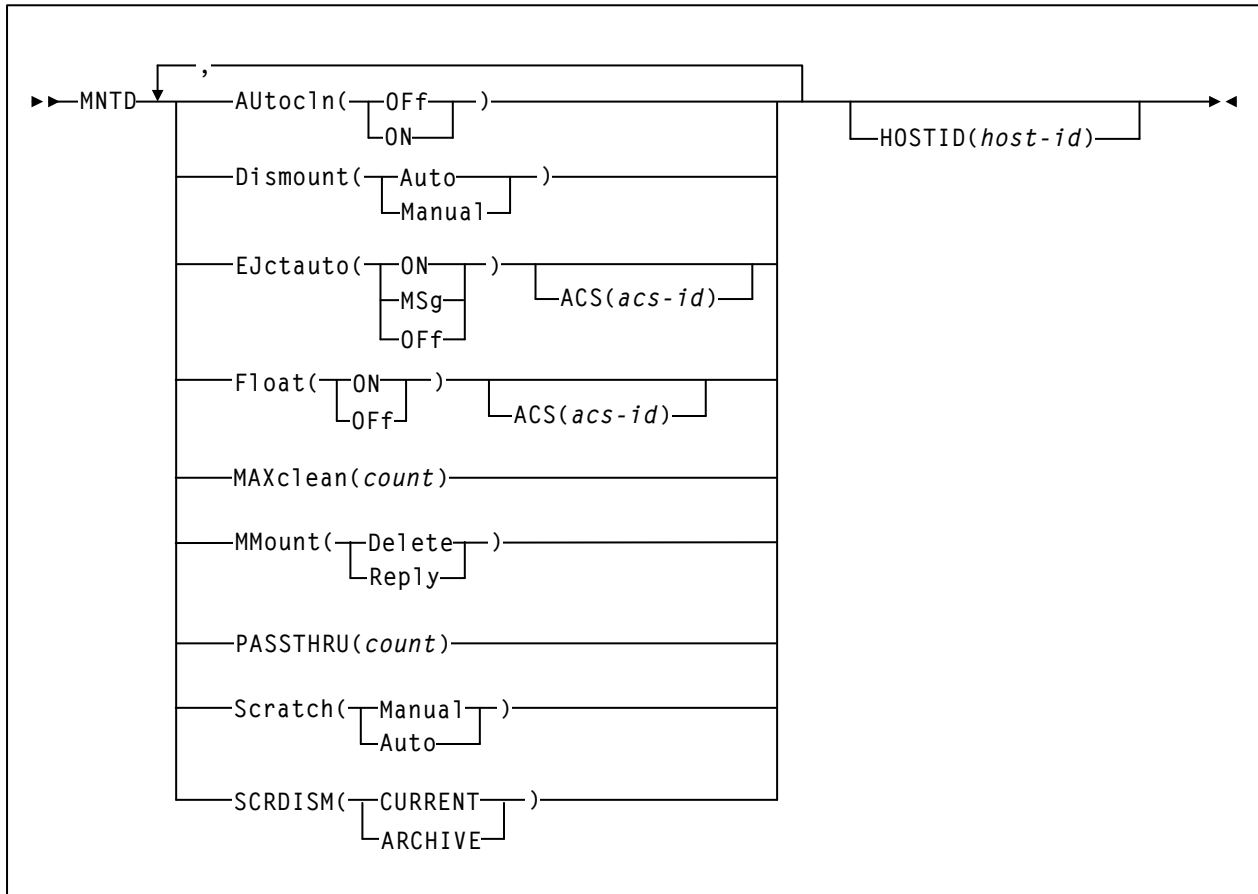 ,
MNTD AUtocln( OFf )
ON
HOSTID(host-id)
Dismount( Auto )
Manual
EJctauto( ON )
MSg
OFf
ACS(acs-id)
Float( ON )
OFf
ACS(acs-id)
MAXclean(count)
MMount( Delete )
Reply
PASSTHRU(count)
Scratch( Manual )
Auto
SCRDISM( CURRENT )
ARCHIVE